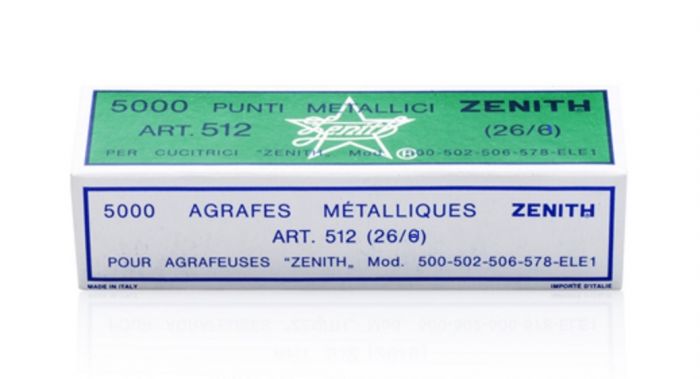 5000 PUNTI METALLICI ZENITH
ART. 512 (26/6)
Zenith ®
PER CUCITRICI "ZENITH„ Mod. 500-502-506-578-ELE1
5000 AGRAFES MÉTALLIQUES ZENITH
ART. 512 (26/6)
POUR AGRAFEUSES "ZENITH„ Mod. 500-502-506-578-ELE1
MADE IN ITALY IMPORTÉ D'ITALIE